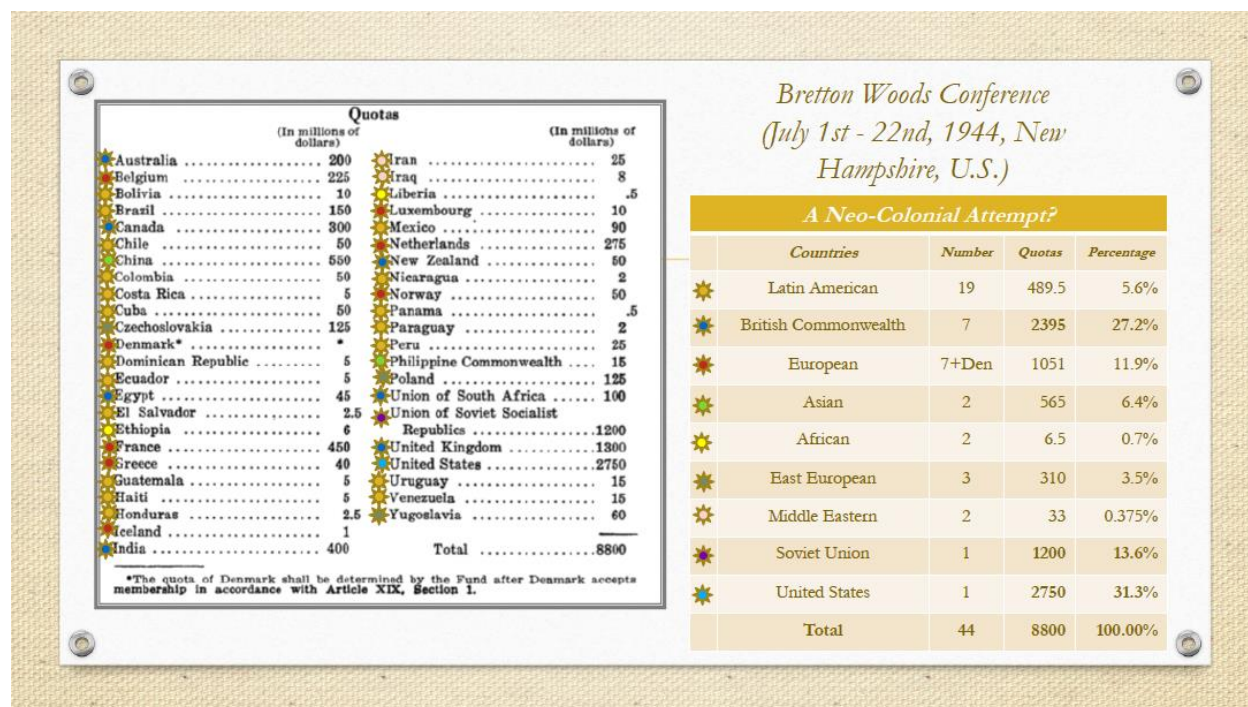 Quotas
(In millions of dollars)
Australia ..................... 200
Belgium ..................... 225
Bolivia ..................... 10
Brazil ..................... 150
Canada ..................... 300
Chile ..................... 50
China ..................... 550
Colombia ..................... 50
Costa Rica ..................... 5
Cuba ..................... 50
Czechoslovakia ..................... 125
Denmark* ..................... *
Dominican Republic ..................... 5
Ecuador ..................... 5
Egypt ..................... 45
El Salvador ..................... 2.5
Ethiopia ..................... 6
France ..................... 450
Greece ..................... 40
Guatemala ..................... 5
Haiti ..................... 5
Honduras ..................... 2.5
Iceland ..................... 1
India ..................... 400
(In millions of dollars)
Iran ..................... 25
Iraq ..................... 8
Liberia ..................... .5
Luxembourg ..................... 10
Mexico ..................... 90
Netherlands ..................... 275
New Zealand ..................... 50
Nicaragua ..................... 2
Norway ..................... 50
Panama ..................... .5
Paraguay ..................... 2
Peru ..................... 25
Philippine Commonwealth .... 15
Poland ..................... 125
Union of South Africa ...... 100
Union of Soviet Socialist
Republics .....................1200
United Kingdom .....................1300
United States .....................2750
Uruguay ..................... 15
Venezuela ..................... 15
Yugoslavia ..................... 60
Total .....................8800
*The quota of Denmark shall be determined by the Fund after Denmark accepts
membership in accordance with Article XIX, Section 1.
Bretton Woods Conference
(July 1st - 22nd, 1944, New
Hampshire, U.S.)
A Neo-Colonial Attempt?
Countries Number Quotas Percentage
Latin American 19 489.5 5.6%
British Commonwealth 7 2395 27.2%
European 7+Den 1051 11.9%
Asian 2 565 6.4%
African 2 6.5 0.7%
East European 3 310 3.5%
Middle Eastern 2 33 0.375%
Soviet Union 1 1200 13.6%
United States 1 2750 31.3%
Total 44 8800 100.00%